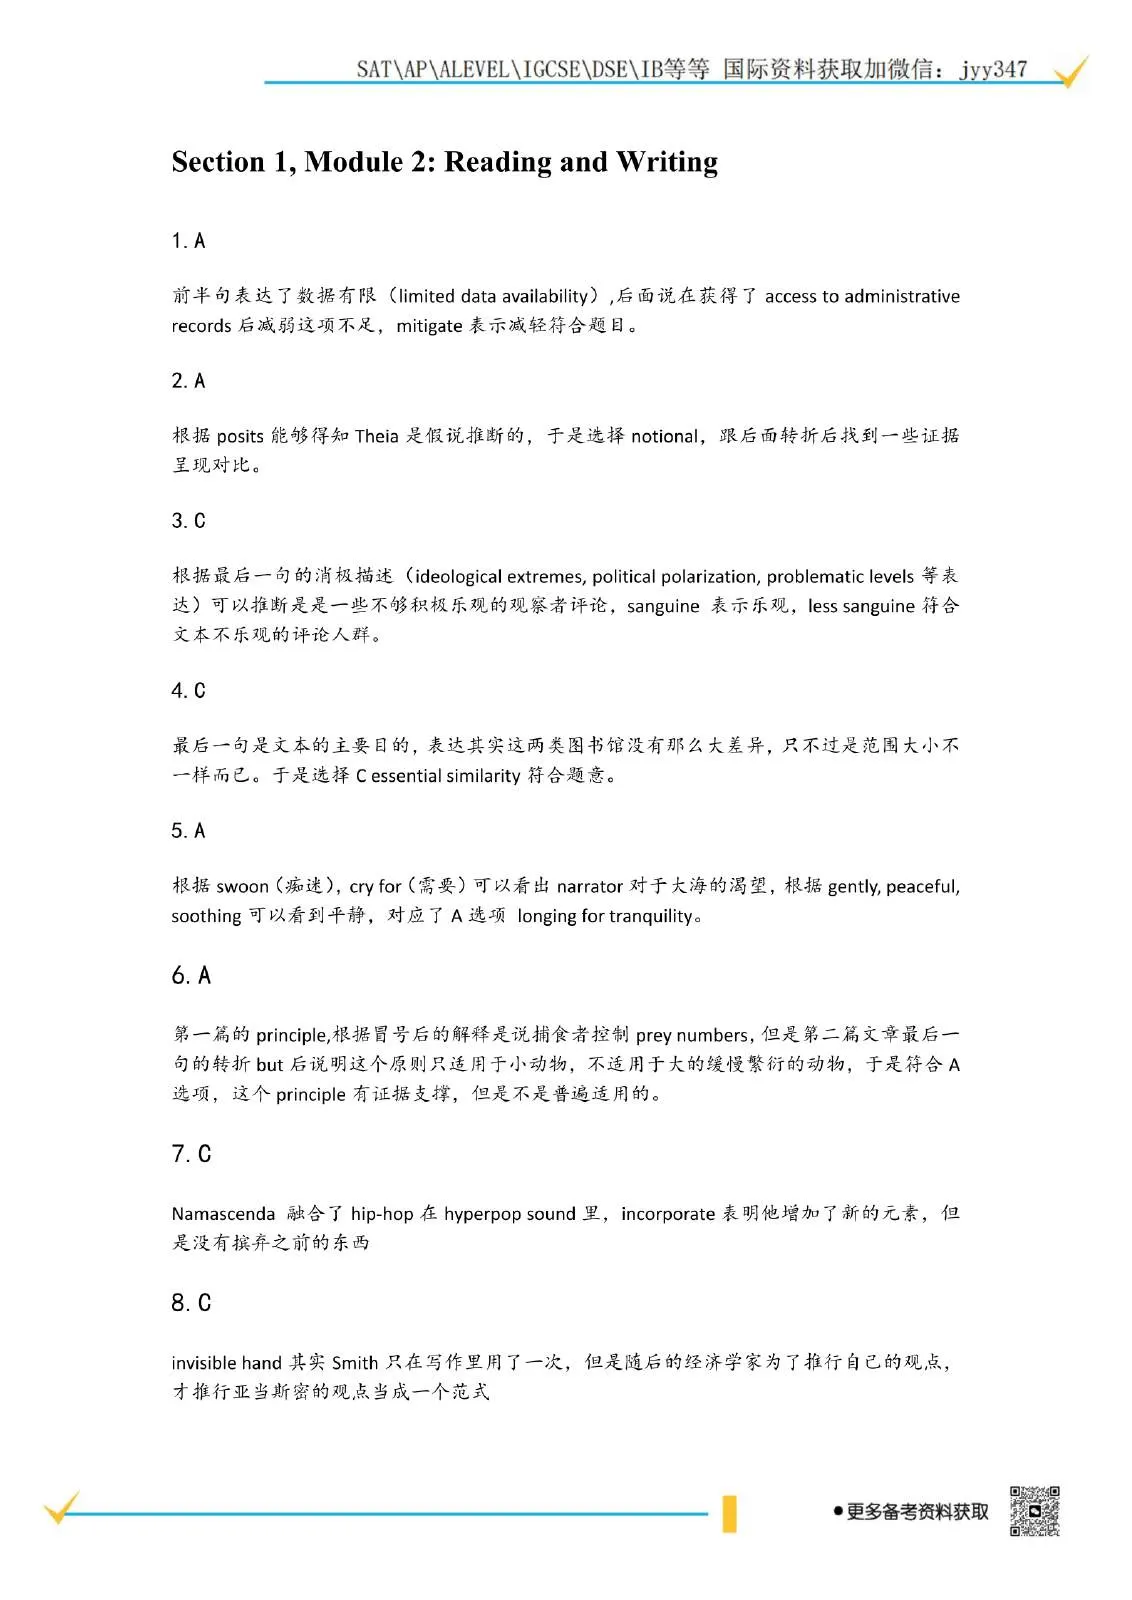 SAT\AP\ALEVEL\IGCSE\DSE\IB等等 国际资料获取加微信：jyy347
Section 1, Module 2: Reading and Writing
1. A
前半句表达了数据有限（limited data availability）,后面说在获得了 access to administrative
records 后减弱这项不足，mitigate 表示减轻符合题目。
2. A
根据 posits 能够得知 Theia 是假说推断的，于是选择 notional，跟后面转折后找到一些证据
呈现对比。
3. C
根据最后一句的消极描述（ideological extremes, political polarization, problematic levels 等表
达）可以推断是是一些不够积极乐观的观察者评论，sanguine 表示乐观，less sanguine 符合
文本不乐观的评论人群。
4. C
最后一句是文本的主要目的，表达其实这两类图书馆没有那么大差异，只不过是范围大小不
一样而已。于是选择 C essential similarity 符合题意。
5. A
根据 swoon（痴迷），cry for（需要）可以看出 narrator 对于大海的渴望，根据 gently, peaceful,
soothing 可以看到平静，对应了 A 选项 longing for tranquility。
6. A
第一篇的 principle,根据冒号后的解释是说捕食者控制 prey numbers，但是第二篇文章最后一
句的转折 but 后说明这个原则只适用于小动物，不适用于大的缓慢繁衍的动物，于是符合 A
选项，这个 principle 有证据支撑，但是不是普遍适用的。
7. C
Namascenda 融合了 hip-hop 在 hyperpop sound 里，incorporate 表明他增加了新的元素，但
是没有摈弃之前的东西
8. C
invisible hand 其实 Smith 只在写作里用了一次，但是随后的经济学家为了推行自己的观点，
才推行亚当斯密的观点当成一个范式
●更多备考资料获取